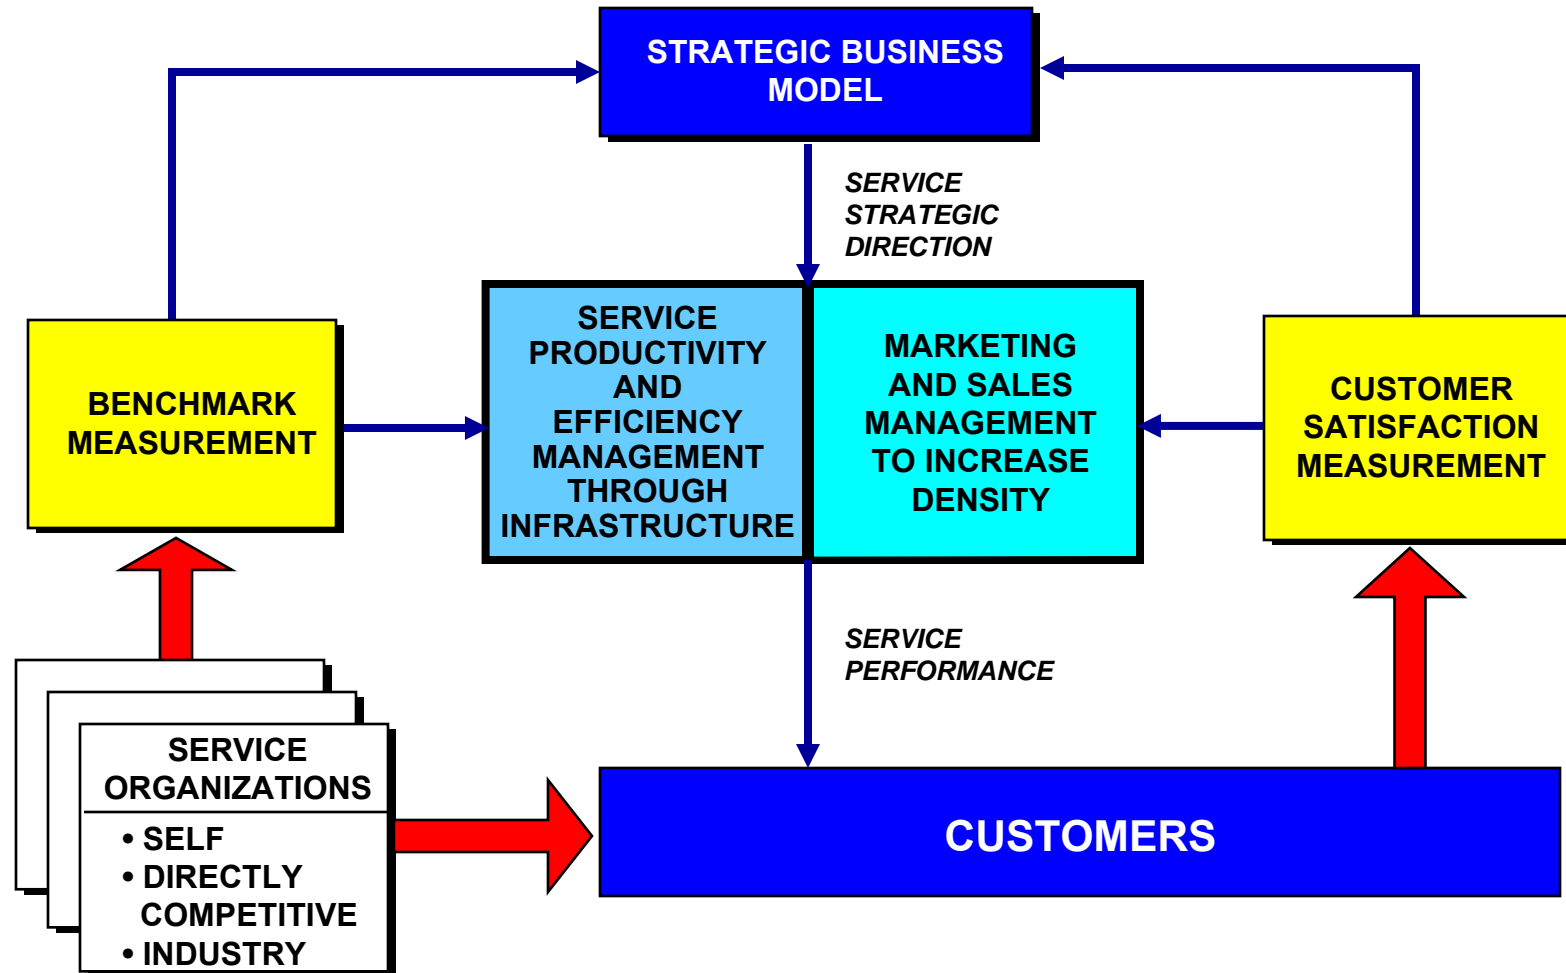 STRATEGIC BUSINESS
MODEL
SERVICE
STRATEGIC
DIRECTION
BENCHMARK
MEASUREMENT
SERVICE
PRODUCTIVITY
AND
EFFICIENCY
MANAGEMENT
THROUGH
INFRASTRUCTURE
MARKETING
AND SALES
MANAGEMENT
TO INCREASE
DENSITY
CUSTOMER
SATISFACTION
MEASUREMENT
SERVICE
PERFORMANCE
SERVICE
ORGANIZATIONS
• SELF
• DIRECTLY
COMPETITIVE
• INDUSTRY
CUSTOMERS